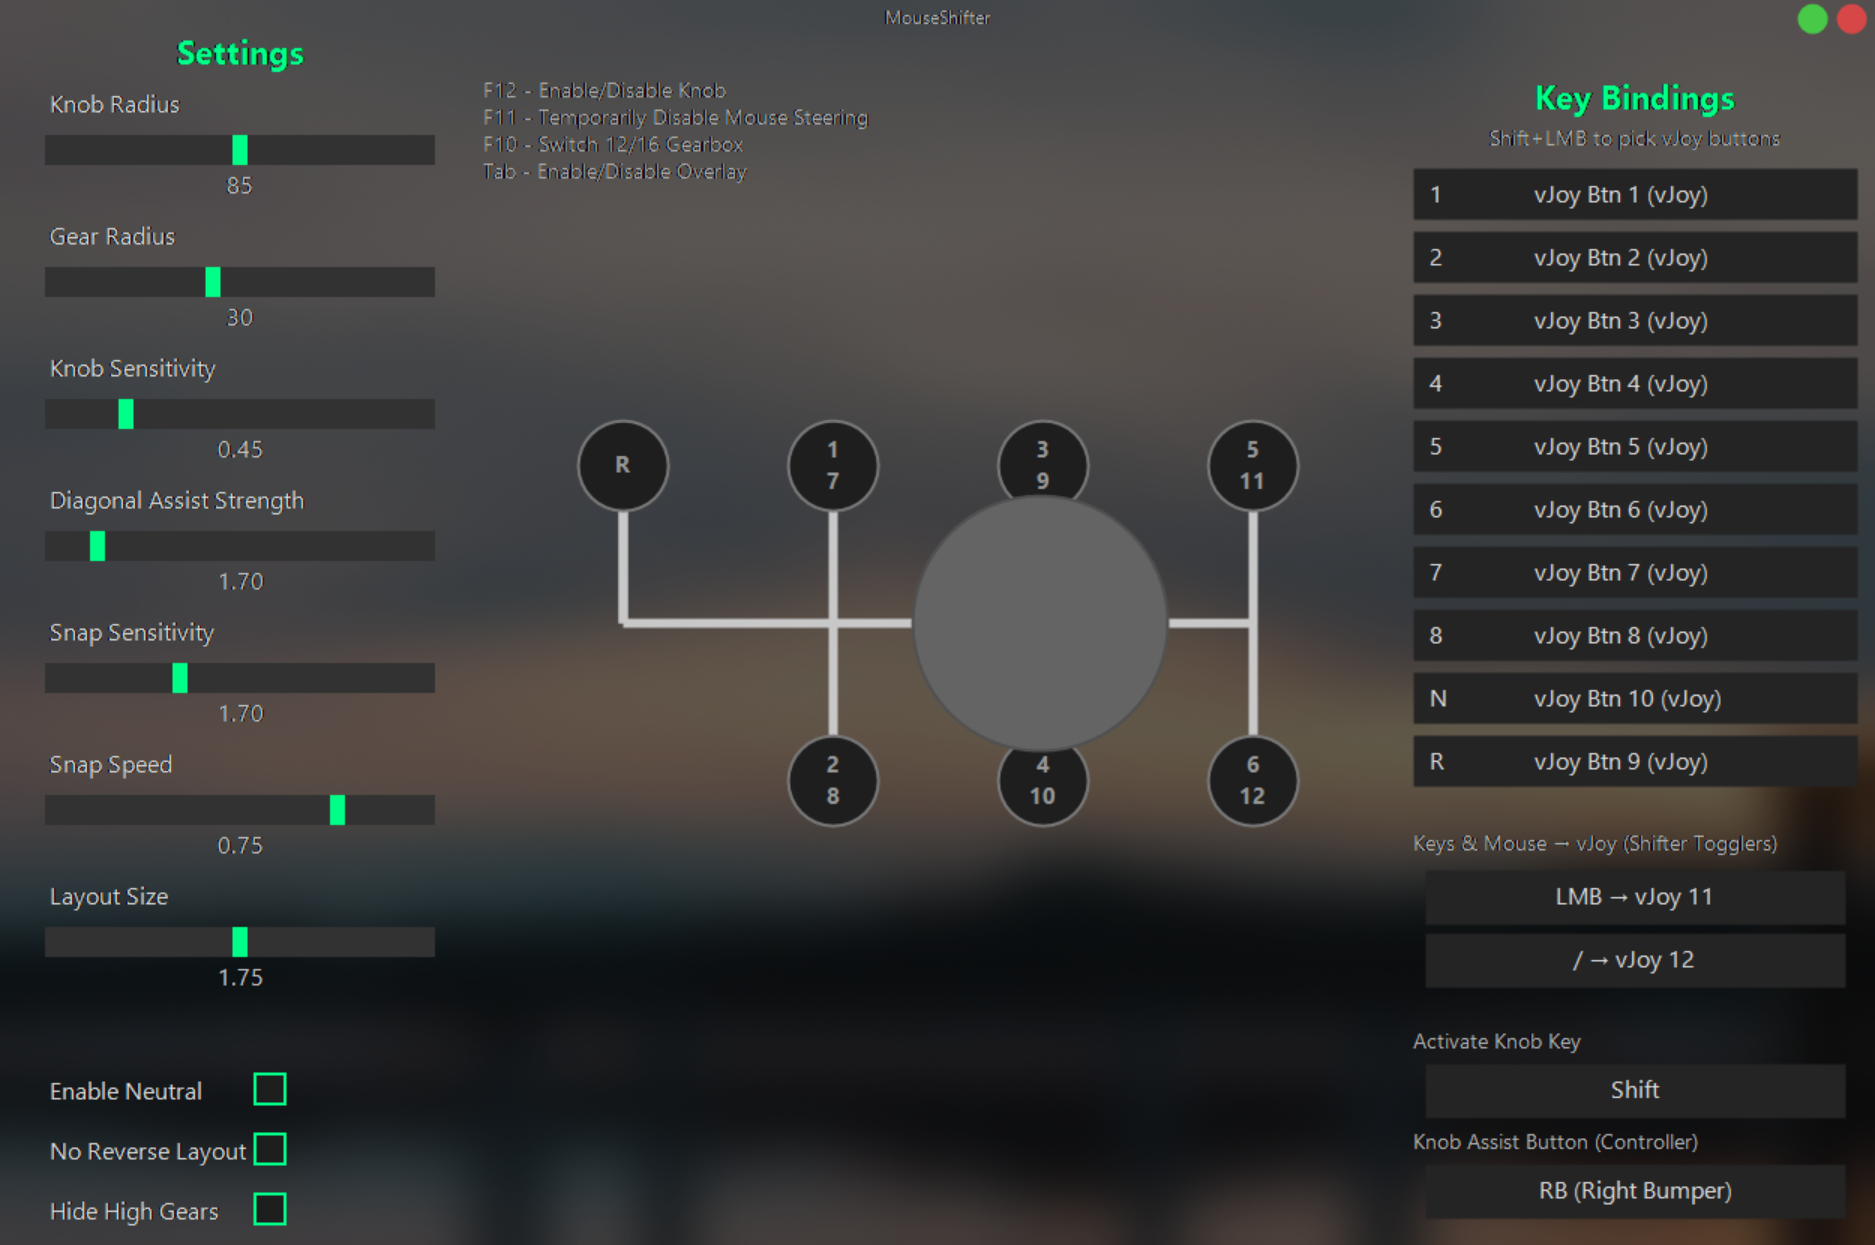 MouseShifter
Settings
Knob Radius
85
Gear Radius
30
Knob Sensitivity
0.45
Diagonal Assist Strength
1.70
Snap Sensitivity
1.70
Snap Speed
0.75
Layout Size
1.75
Enable Neutral
No Reverse Layout
Hide High Gears
F12 - Enable/Disable Knob
F11 - Temporarily Disable Mouse Steering
F10 - Switch 12/16 Gearbox
Tab - Enable/Disable Overlay
R
1
7
3
9
5
11
2
8
4
10
6
12
Key Bindings
Shift+LMB to pick vJoy buttons
1 vJoy Btn 1 (vJoy)
2 vJoy Btn 2 (vJoy)
3 vJoy Btn 3 (vJoy)
4 vJoy Btn 4 (vJoy)
5 vJoy Btn 5 (vJoy)
6 vJoy Btn 6 (vJoy)
7 vJoy Btn 7 (vJoy)
8 vJoy Btn 8 (vJoy)
N vJoy Btn 10 (vJoy)
R vJoy Btn 9 (vJoy)
Keys & Mouse → vJoy (Shifter Togglers)
LMB → vJoy 11
/ → vJoy 12
Activate Knob Key
Shift
Knob Assist Button (Controller)
RB (Right Bumper)